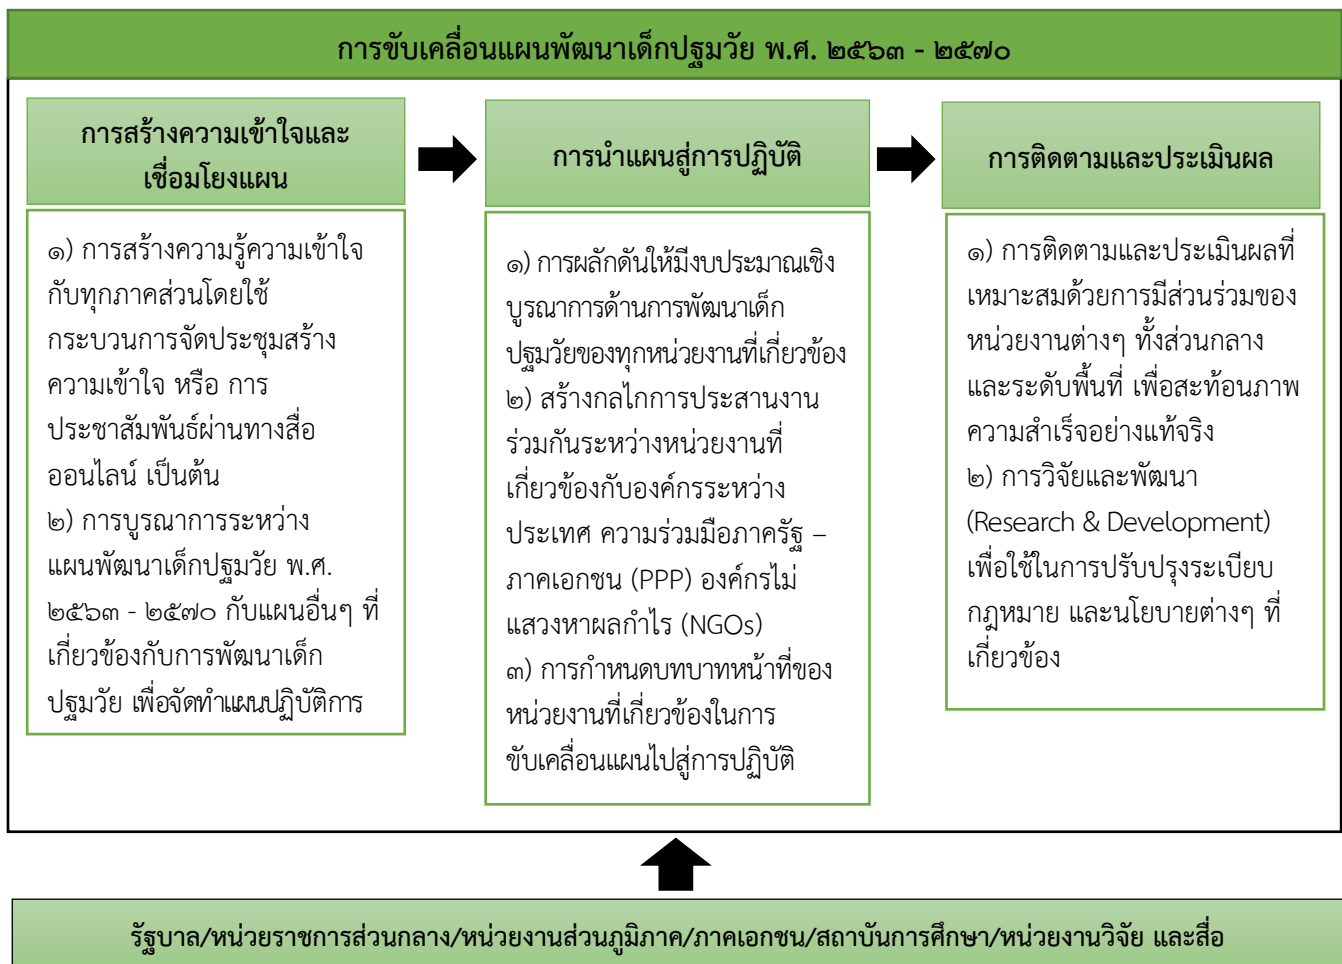 การขับเคลื่อนแผนพัฒนาเด็กปฐมวัย พ.ศ. ๒๕๖๓ - ๒๕๗๐
การสร้างความเข้าใจและ
เชื่อมโยงแผน
๑) การสร้างความรู้ความเข้าใจ
กับทุกภาคส่วนโดยใช้
กระบวนการจัดประชุมสร้าง
ความเข้าใจ หรือ การ
ประชาสัมพันธ์ผ่านทางสื่อ
ออนไลน์ เป็นต้น
๒) การบูรณาการระหว่าง
แผนพัฒนาเด็กปฐมวัย พ.ศ.
๒๕๖๓ - ๒๕๗๐ กับแผนอื่นๆ ที่
เกี่ยวข้องกับการพัฒนาเด็ก
ปฐมวัย เพื่อจัดทำแผนปฏิบัติการ
การนำแผนสู่การปฏิบัติ
๑) การผลักดันให้มีงบประมาณเชิง
บูรณาการด้านการพัฒนาเด็ก
ปฐมวัยของทุกหน่วยงานที่เกี่ยวข้อง
๒) สร้างกลไกการประสานงาน
ร่วมกันระหว่างหน่วยงานที่
เกี่ยวข้องกับองค์กรระหว่าง
ประเทศ ความร่วมมือภาครัฐ –
ภาคเอกชน (PPP) องค์กรไม่
แสวงหาผลกำไร (NGOs)
๓) การกำหนดบทบาทหน้าที่ของ
หน่วยงานที่เกี่ยวข้องในการ
ขับเคลื่อนแผนไปสู่การปฏิบัติ
การติดตามและประเมินผล
๑) การติดตามและประเมินผลที่
เหมาะสมด้วยการมีส่วนร่วมของ
หน่วยงานต่างๆ ทั้งส่วนกลาง
และระดับพื้นที่ เพื่อสะท้อนภาพ
ความสำเร็จอย่างแท้จริง
๒) การวิจัยและพัฒนา
(Research & Development)
เพื่อใช้ในการปรับปรุงระเบียบ
กฎหมาย และนโยบายต่างๆ ที่
เกี่ยวข้อง
รัฐบาล/หน่วยราชการส่วนกลาง/หน่วยงานส่วนภูมิภาค/ภาคเอกชน/สถาบันการศึกษา/หน่วยงานวิจัย และสื่อ